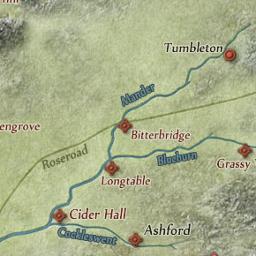 Tumbleton
Mander
Bitterbridge
engrove
Roseroad
Blueburn
Grassy
Longtable
Cider Hall
Cockleswent
Ashford